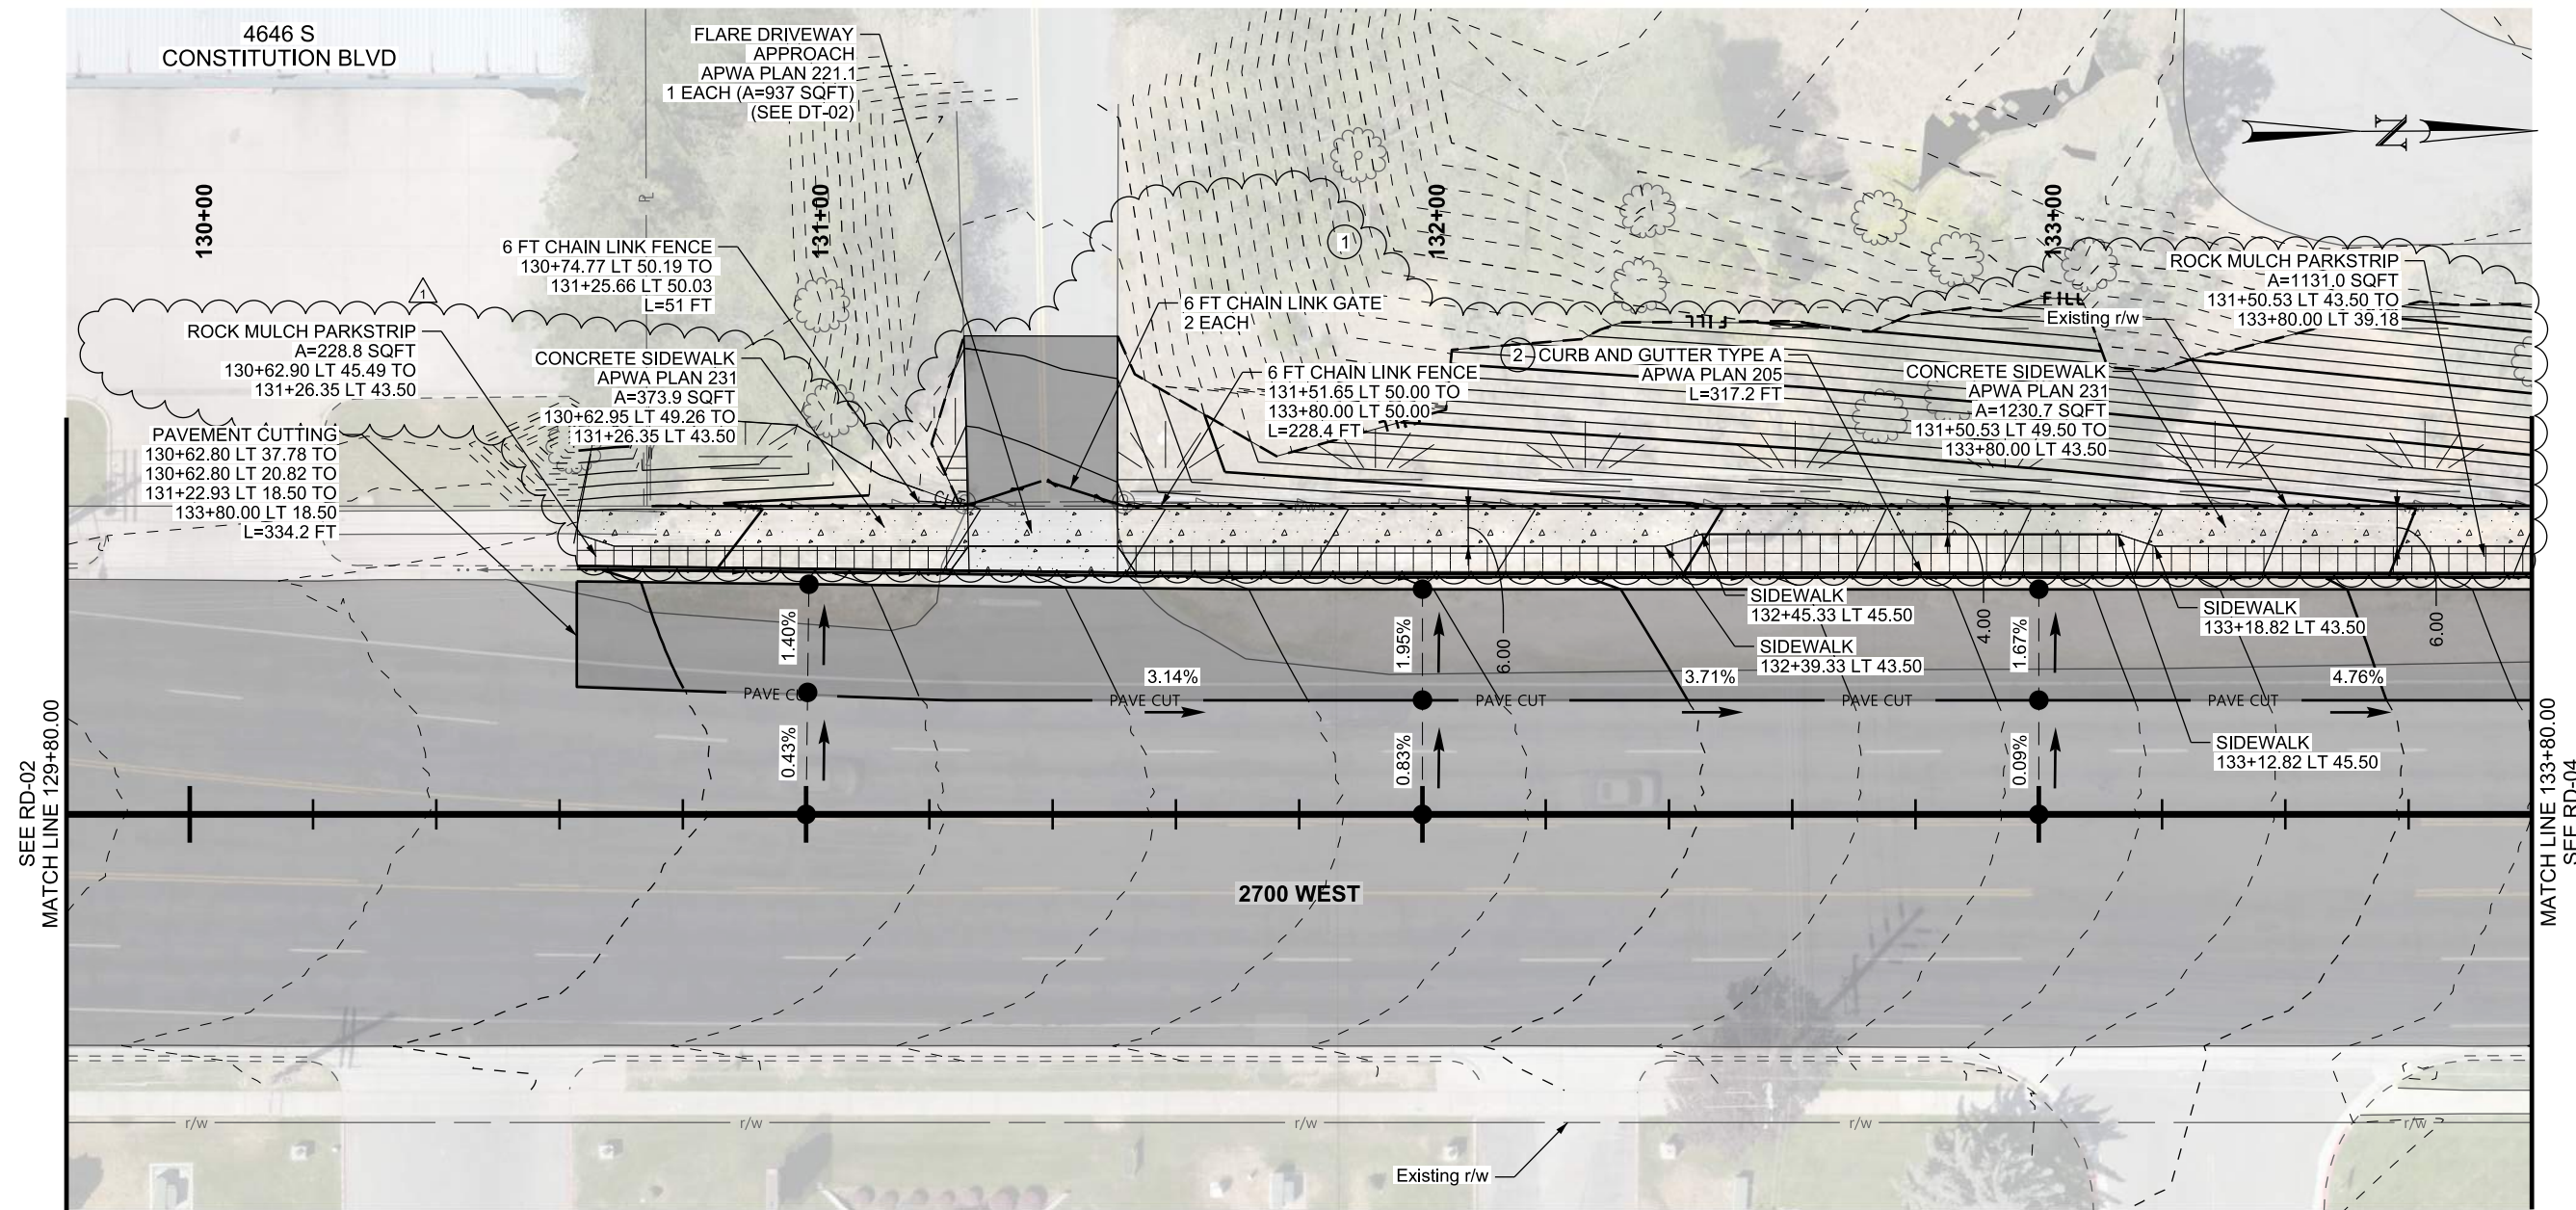 4646 S
CONSTITUTION BLVD
FLARE DRIVEWAY
APPROACH
APWA PLAN 221.1
1 EACH (A=937 SQFT)
(SEE DT-02)
N
130+00
131+00
132+00
133+00
PL
1
1
6 FT CHAIN LINK FENCE
130+74.77 LT 50.19 TO
131+25.66 LT 50.03
L=51 FT
ROCK MULCH PARKSTRIP
A=228.8 SQFT
130+62.90 LT 45.49 TO
131+26.35 LT 43.50
CONCRETE SIDEWALK
APWA PLAN 231
A=373.9 SQFT
130+62.95 LT 49.26 TO
131+26.35 LT 43.50
PAVEMENT CUTTING
130+62.80 LT 37.78 TO
130+62.80 LT 20.82 TO
131+22.93 LT 18.50 TO
133+80.00 LT 18.50
L=334.2 FT
6 FT CHAIN LINK GATE
2 EACH
6 FT CHAIN LINK FENCE
131+51.65 LT 50.00 TO
133+80.00 LT 50.00
L=228.4 FT
2
CURB AND GUTTER TYPE A
APWA PLAN 205
L=317.2 FT
FILL
FILL
Existing r/w
ROCK MULCH PARKSTRIP
A=1131.0 SQFT
131+50.53 LT 43.50 TO
133+80.00 LT 39.18
CONCRETE SIDEWALK
APWA PLAN 231
A=1230.7 SQFT
131+50.53 LT 49.50 TO
133+80.00 LT 43.50
SIDEWALK
132+45.33 LT 45.50
SIDEWALK
132+39.33 LT 43.50
SIDEWALK
133+18.82 LT 43.50
SIDEWALK
133+12.82 LT 45.50
6.00
4.00
6.00
1.40%
1.95%
1.67%
0.43%
0.83%
0.09%
3.14%
3.71%
4.76%
PAVE CUT
PAVE CUT
PAVE CUT
PAVE CUT
SEE RD-02
MATCH LINE 129+80.00
MATCH LINE 133+80.00
SEE RD-04
2700 WEST
r/w
r/w
r/w
r/w
r/w
Existing r/w